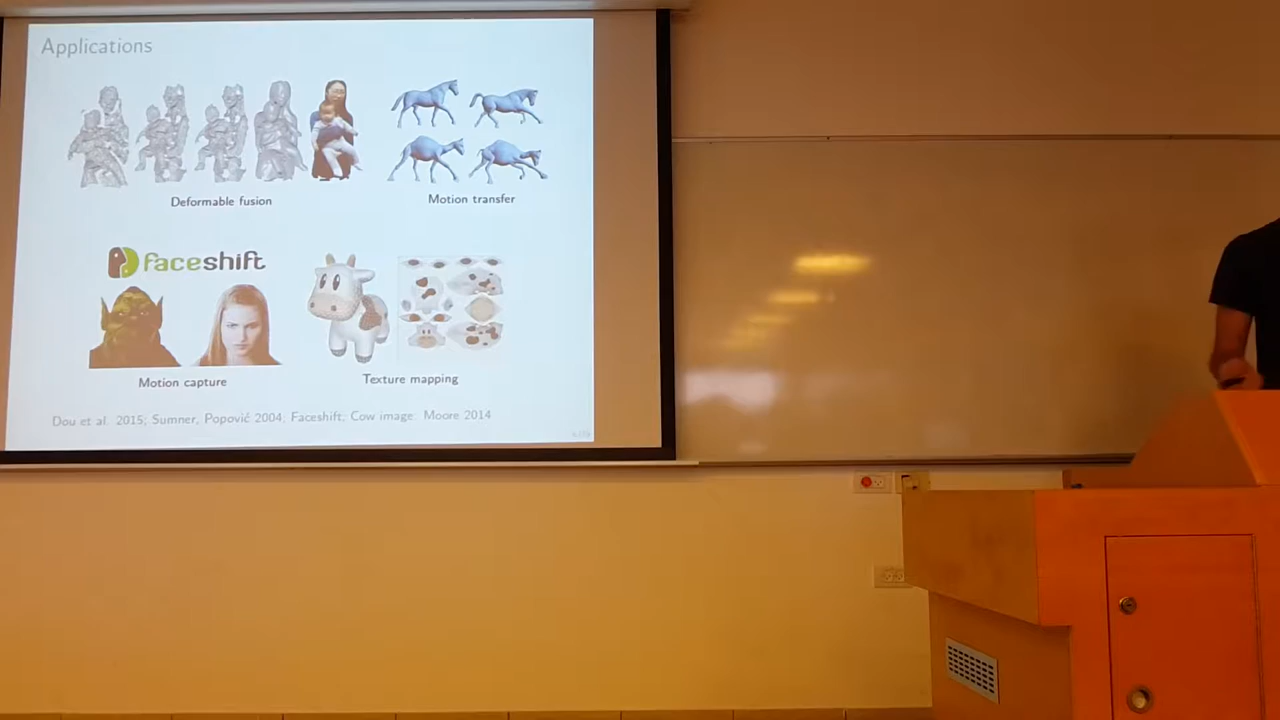 Applications
Deformable fusion
Motion transfer
faceshift
Motion capture
Texture mapping
Dou et al. 2015; Sumner, Popović 2004; Faceshift; Cow image: Moore 2014